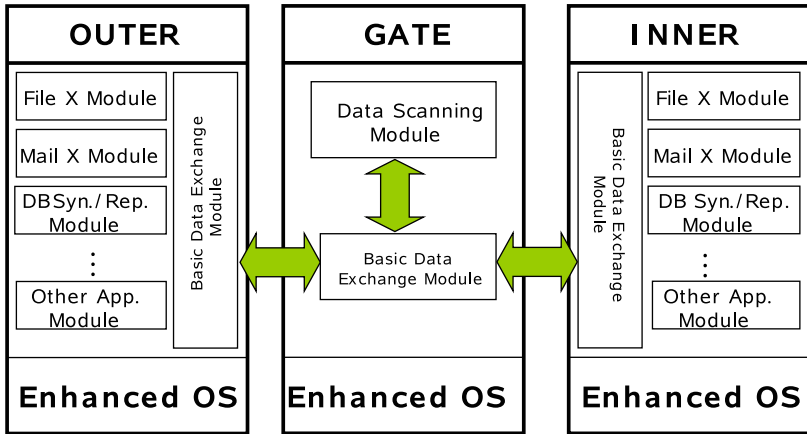 OUTER
File X Module
Mail X Module
DBSyn./Rep.
Module
⋮
Other App.
Module
Basic Data Exchange
Module
Enhanced OS
GATE
Data Scanning
Module
Basic Data
Exchange Module
Enhanced OS
INNER
Basic Data Exchange
Module
File X Module
Mail X Module
DB Syn./Rep.
Module
⋮
Other App.
Module
Enhanced OS